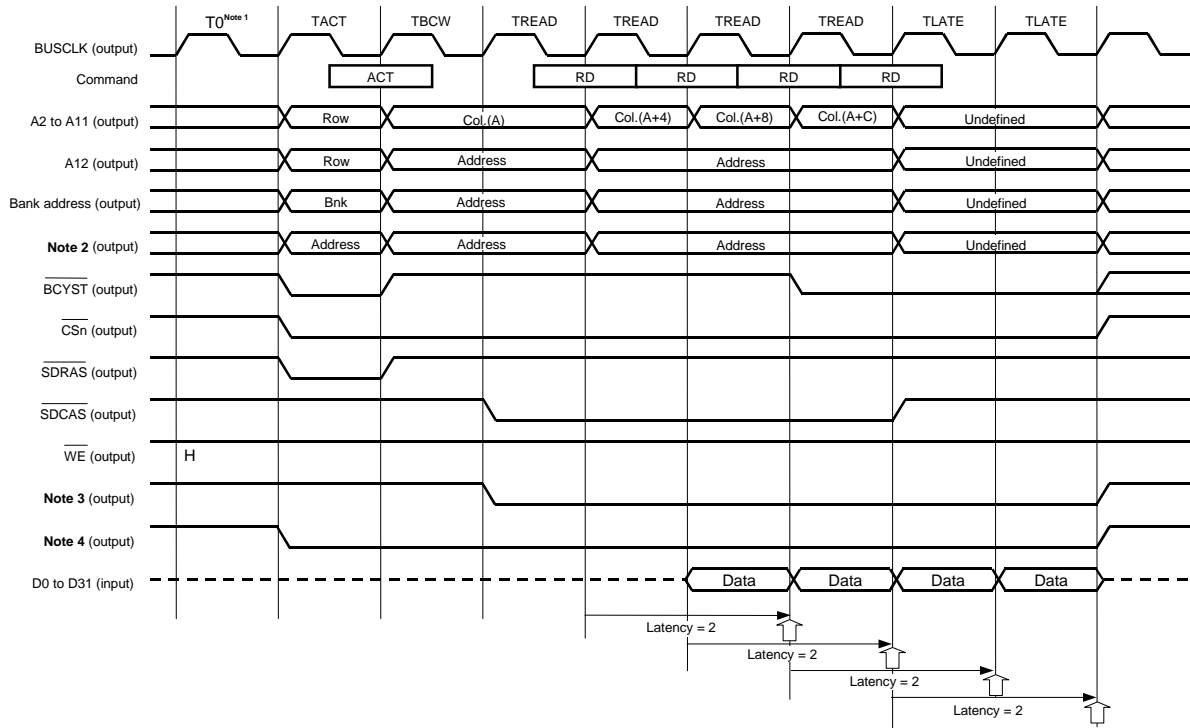 T0Note 1 TACT TBCW TREAD TREAD TREAD TREAD TLATE TLATE
BUSCLK (output)
Command ACT RD RD RD RD
A2 to A11 (output) Row Col.(A) Col.(A+4) Col.(A+8) Col.(A+C) Undefined
A12 (output) Row Address Address Undefined
Bank address (output) Bnk Address Address Undefined
Note 2 (output) Address Address Address Undefined
BCYST (output)
CSn (output)
SDRAS (output)
SDCAS (output)
WE (output) H
Note 3 (output)
Note 4 (output)
D0 to D31 (input) Data Data Data Data
Latency = 2
Latency = 2
Latency = 2
Latency = 2